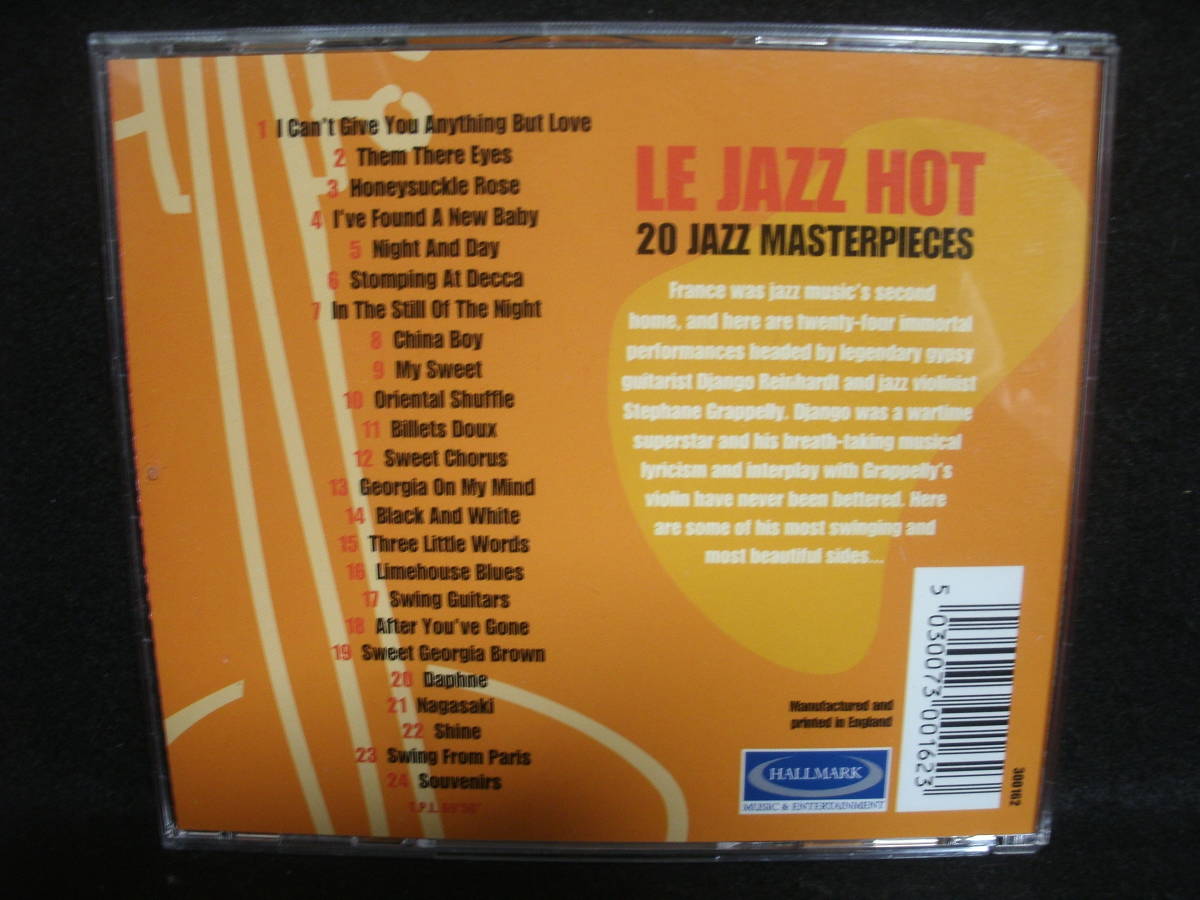 1 I Can't Give You Anything But Love
2 Them There Eyes
3 Honeysuckle Rose
4 I've Found A New Baby
5 Night And Day
6 Stomping At Decca
7 In The Still Of The Night
8 China Boy
9 My Sweet
10 Oriental Shuffle
11 Billets Doux
12 Sweet Chorus
13 Georgia On My Mind
14 Black And White
15 Three Little Words
16 Limehouse Blues
17 Swing Guitars
18 After You've Gone
19 Sweet Georgia Brown
20 Daphne
21 Nagasaki
22 Shine
23 Swing From Paris
24 Souvenirs
LE JAZZ HOT
20 JAZZ MASTERPIECES
France was jazz music's second
home, and here are twenty-four immortal
performances headed by legendary gypsy
guitarist Django Reinhardt and jazz violinist
Stephane Grappelly. Django was a wartime
superstar and his breath-taking musical
lyricism and interplay with Grappelly's
violin have never been bettered. Here
are some of his most swinging and
most beautiful sides...
Manufactured and
printed in England
HALLMARK
MUSIC & ENTERTAINMENT
5 030073 001623
300162